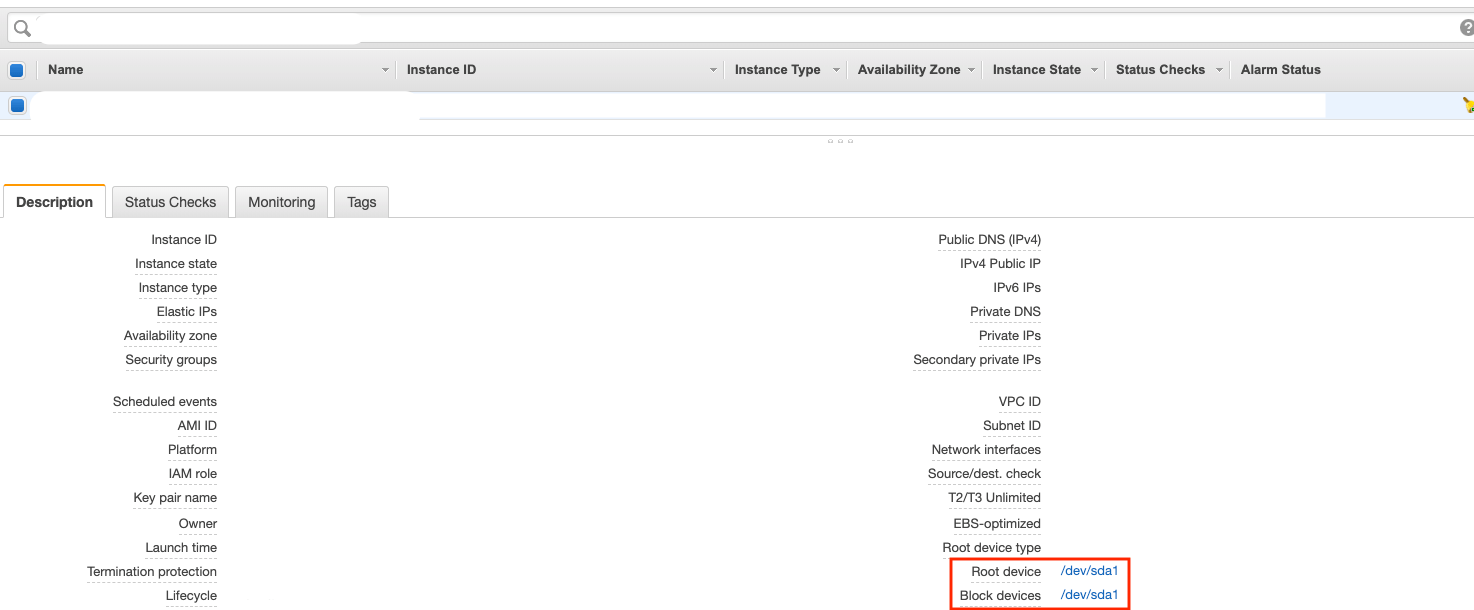 Name Instance ID Instance Type Availability Zone Instance State Status Checks Alarm Status
Description Status Checks Monitoring Tags
Instance ID Public DNS (IPv4)
Instance state IPv4 Public IP
Instance type IPv6 IPs
Elastic IPs Private DNS
Availability zone Private IPs
Security groups Secondary private IPs
Scheduled events VPC ID
AMI ID Subnet ID
Platform Network interfaces
IAM role Source/dest. check
Key pair name T2/T3 Unlimited
Owner EBS-optimized
Launch time Root device type
Termination protection Root device /dev/sda1
Lifecycle Block devices /dev/sda1